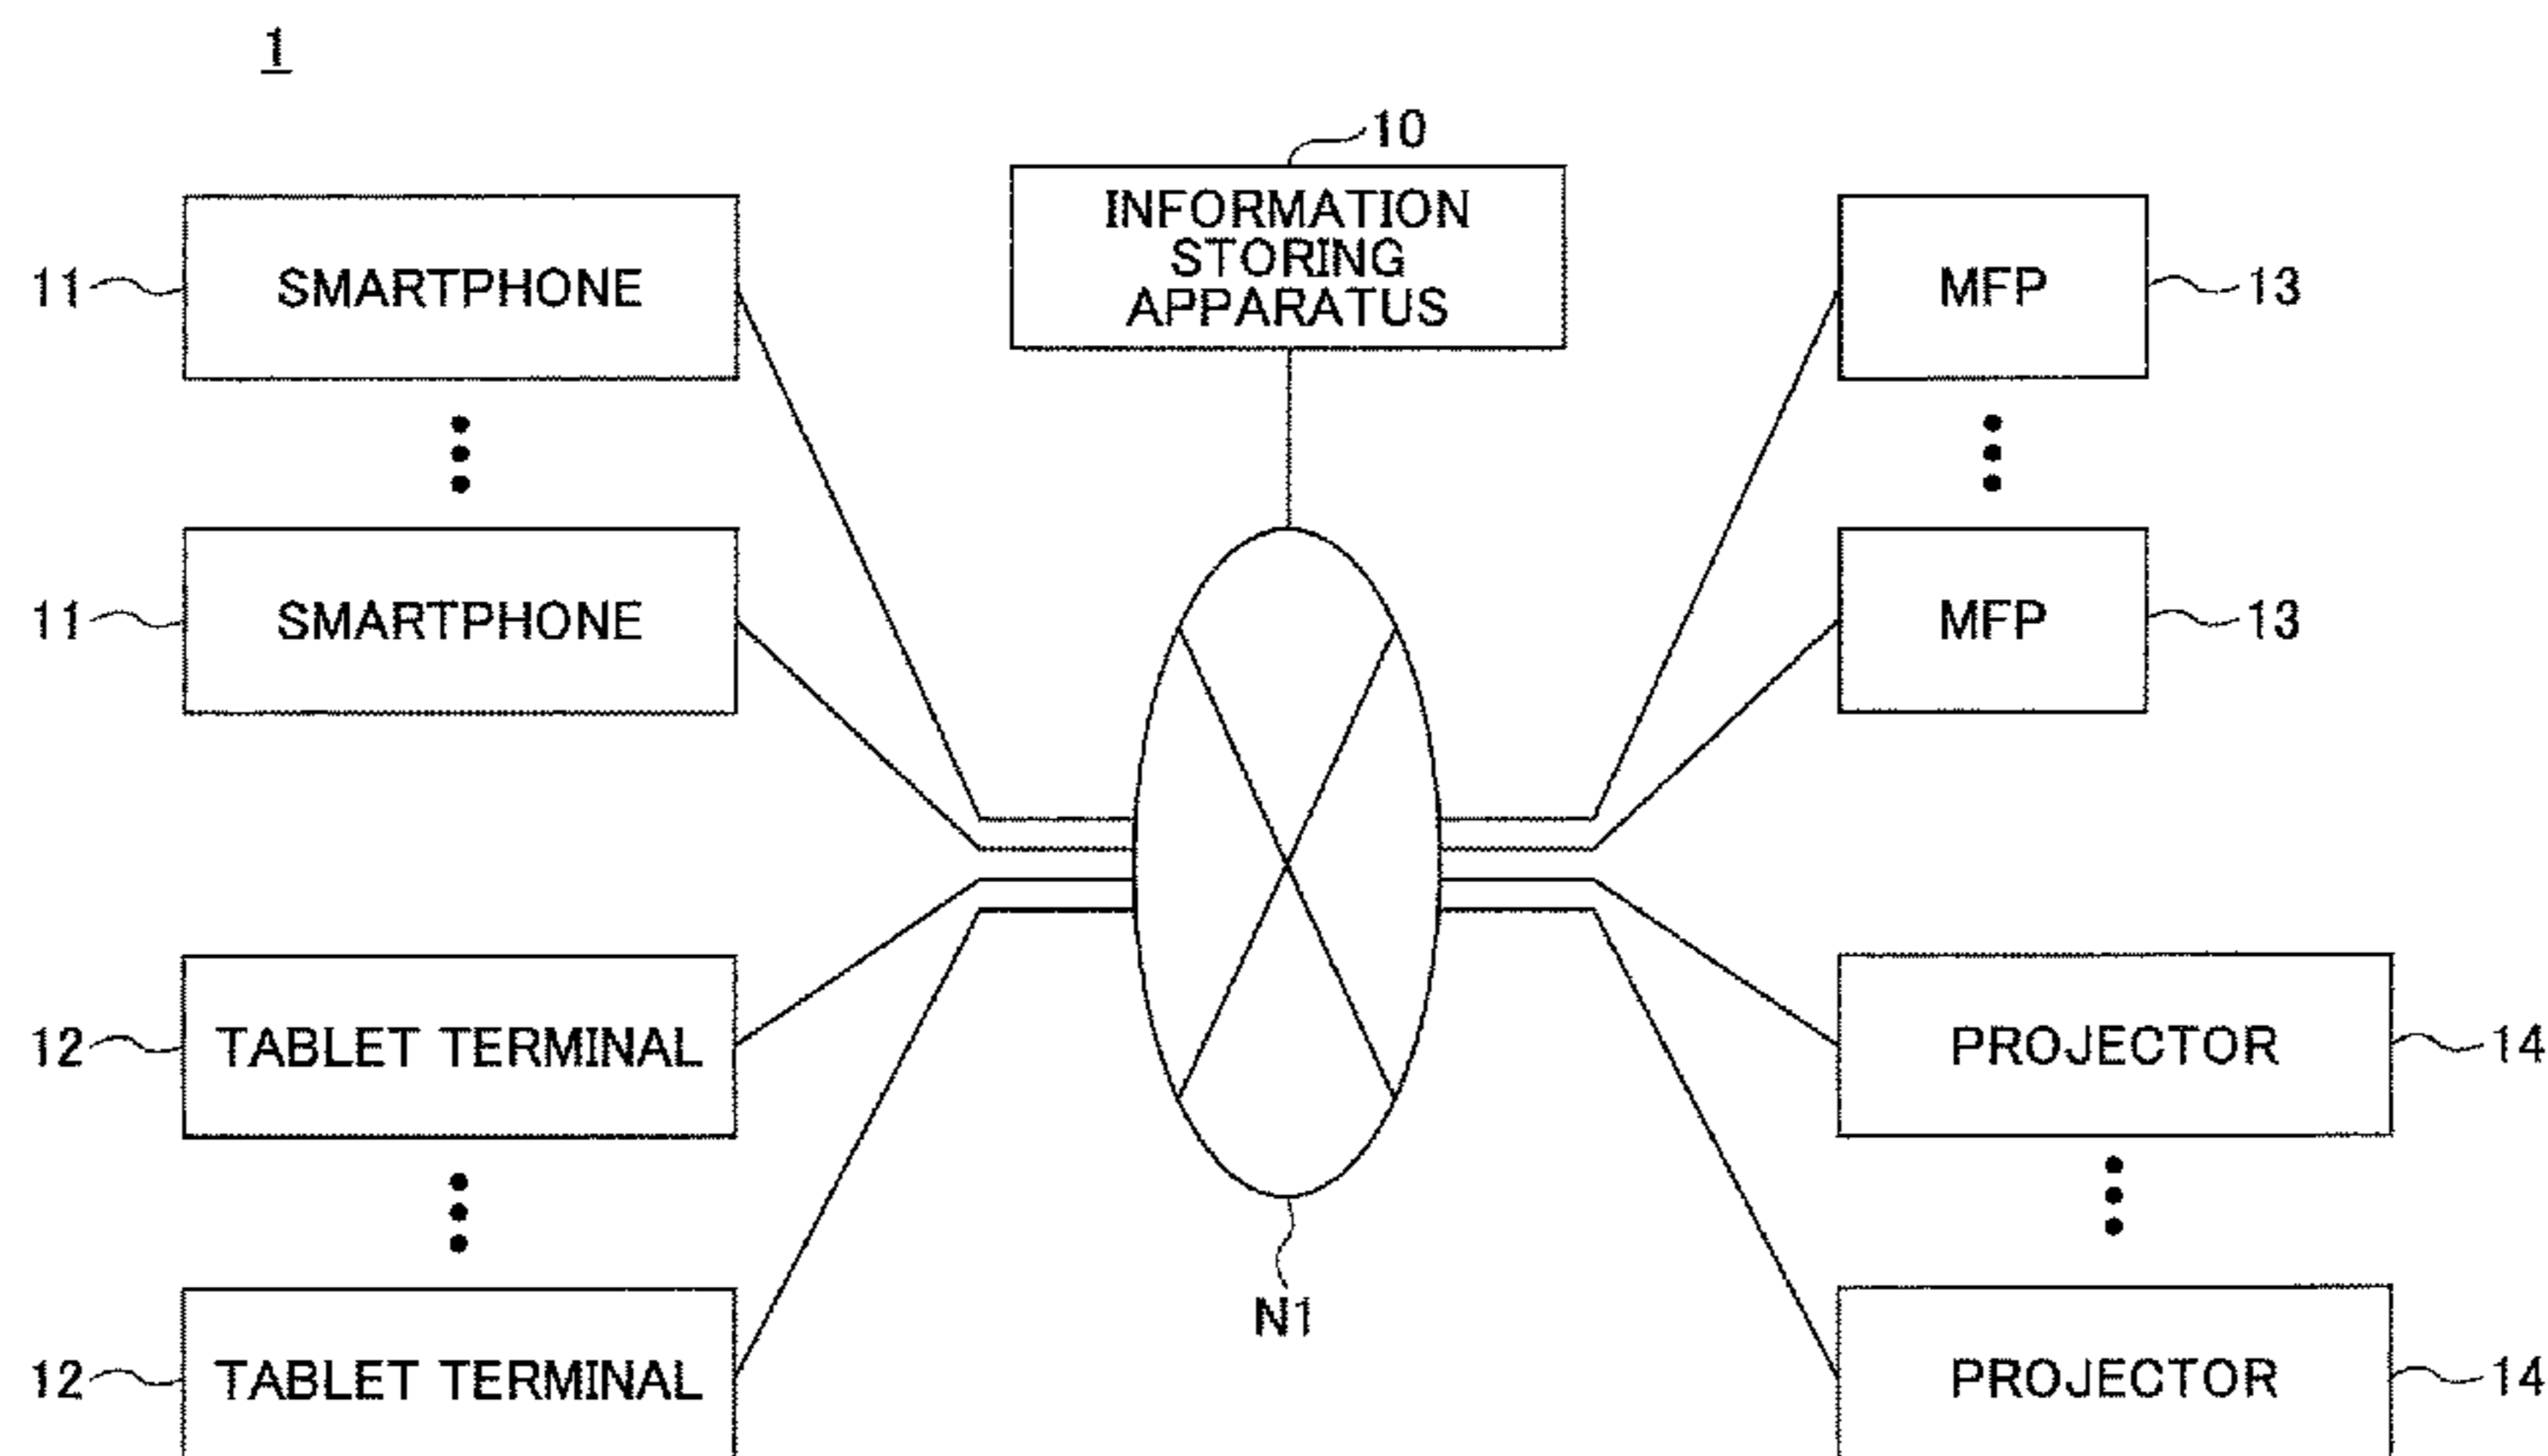 1
10
INFORMATION
STORING
APPARATUS
11 SMARTPHONE
MFP 13
11 SMARTPHONE
MFP 13
12 TABLET TERMINAL
PROJECTOR 14
N1
12 TABLET TERMINAL
PROJECTOR 14